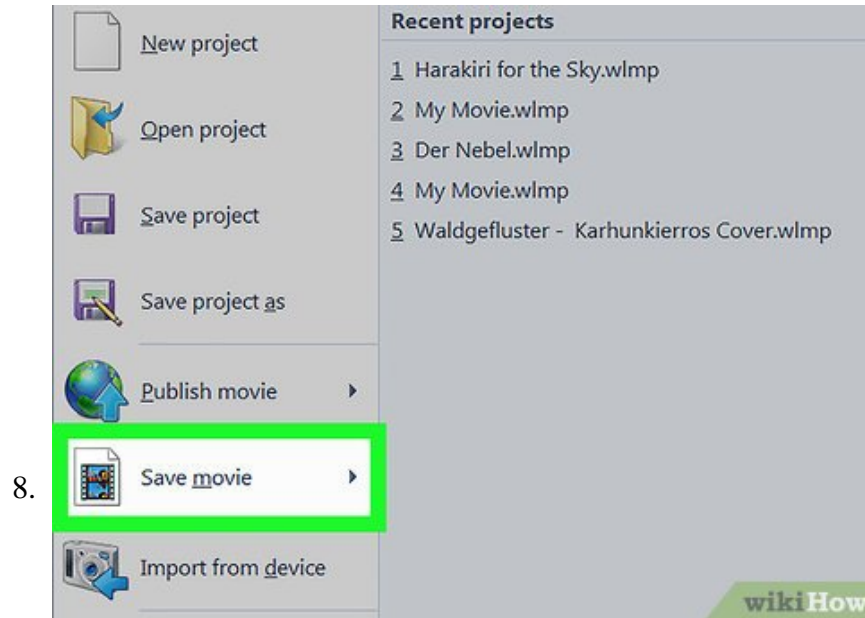 New project
Open project
Save project
Save project as
Publish movie
8.
Save movie
Import from device
Recent projects
1 Harakiri for the Sky.wlmp
2 My Movie.wlmp
3 Der Nebel.wlmp
4 My Movie.wlmp
5 Waldgefluster - Karhunkierros Cover.wlmp
wikiHow